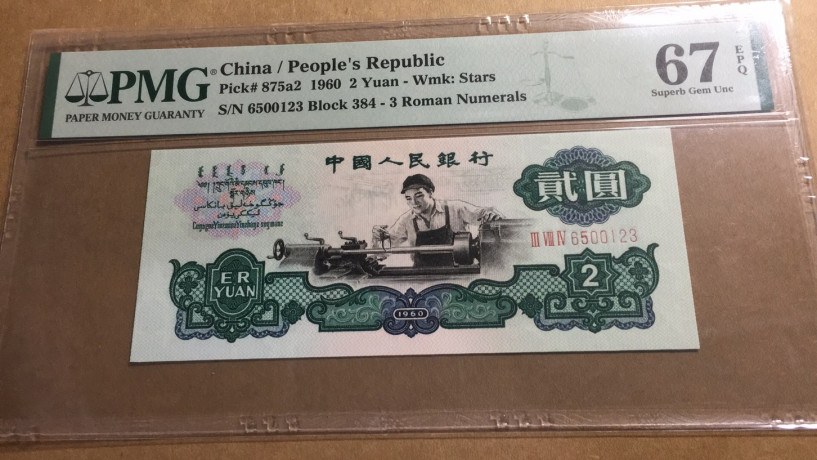 PMG®
PAPER MONEY GUARANTY
China / People's Republic
Pick# 875a2 1960 2 Yuan - Wmk: Stars
S/N 6500123 Block 384 - 3 Roman Numerals
67
EPQ
Superb Gem Unc
中國人民銀行
貳圓
III VIII IV 6500123
ER
YUAN
1960
2